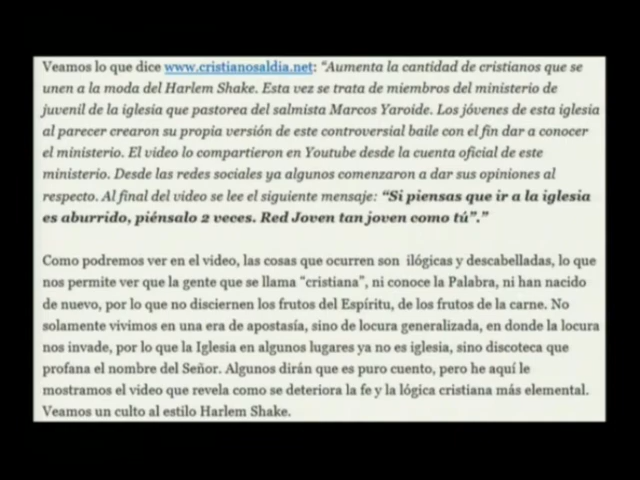 Veamos lo que dice www.cristianosaldia.net: “Aumenta la cantidad de cristianos que se
unen a la moda del Harlem Shake. Esta vez se trata de miembros del ministerio de
juvenil de la iglesia que pastorea del salmista Marcos Yaroide. Los jóvenes de esta iglesia
al parecer crearon su propia versión de este controversial baile con el fin dar a conocer
el ministerio. El video lo compartieron en Youtube desde la cuenta oficial de este
ministerio. Desde las redes sociales ya algunos comenzaron a dar sus opiniones al
respecto. Al final del video se lee el siguiente mensaje: “Si piensas que ir a la iglesia
es aburrido, piénsalo 2 veces. Red Joven tan joven como tú”.”
Como podremos ver en el video, las cosas que ocurren son ilógicas y descabelladas, lo que
nos permite ver que la gente que se llama “cristiana”, ni conoce la Palabra, ni han nacido
de nuevo, por lo que no disciernen los frutos del Espíritu, de los frutos de la carne. No
solamente vivimos en una era de apostasía, sino de locura generalizada, en donde la locura
nos invade, por lo que la Iglesia en algunos lugares ya no es iglesia, sino discoteca que
profana el nombre del Señor. Algunos dirán que es puro cuento, pero he aquí le
mostramos el video que revela como se deteriora la fe y la lógica cristiana más elemental.
Veamos un culto al estilo Harlem Shake.